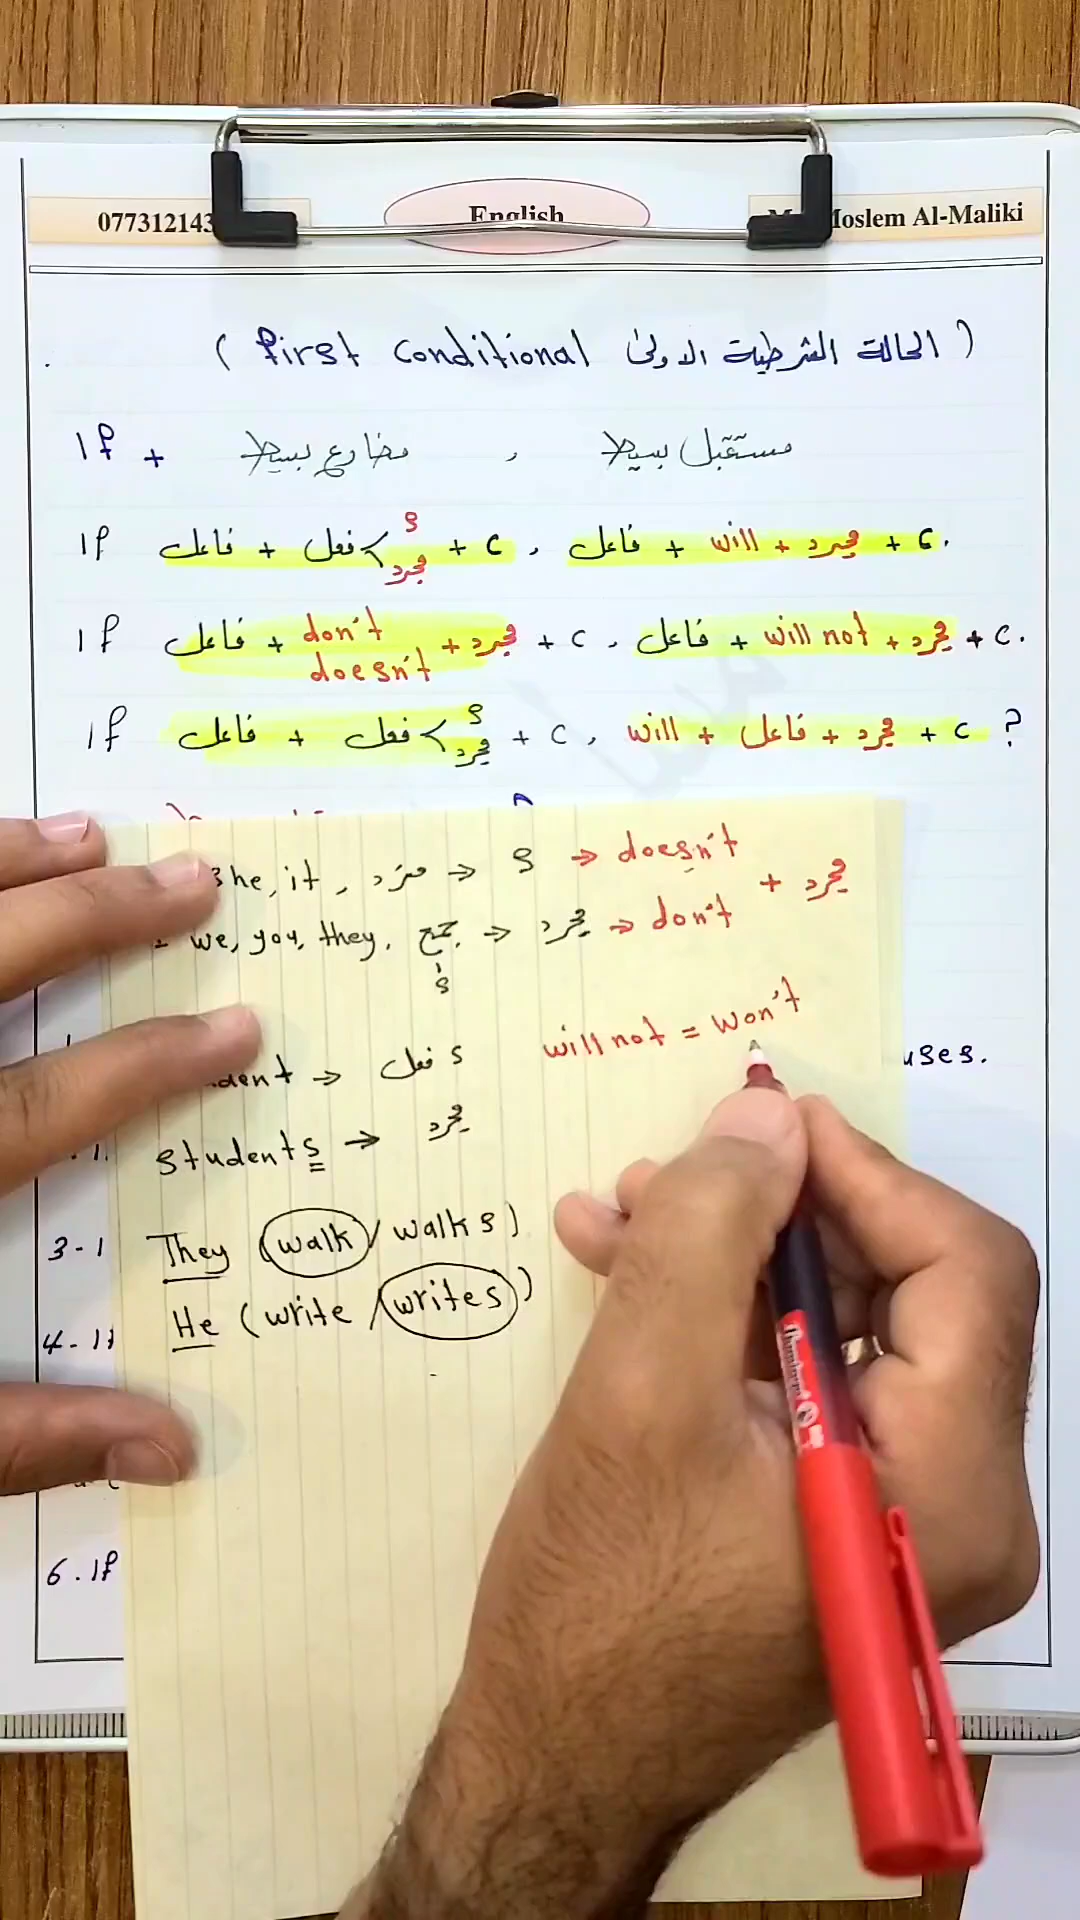 077312143 English Moslem Al-Maliki
( first conditional الحالة الشرطية الاولى )
If + مضارع بسيط , مستقبل بسيط
If فاعل + فعل < s مجرد + c , فاعل + will + مجرد + c .
If فاعل + don't doesn't + مجرد + c , فاعل + will not + مجرد + c .
If فاعل + فعل < s مجرد + c , will + فاعل + مجرد + c ?
she, it , مفرد → s → doesn't
+ مجرد
we, you, they, جمع → مجرد → don't
s
will not = won't
dent → فعل s
uses.
students → مجرد
3- I They (walk / walks)
4- If He (write / writes)
6. If